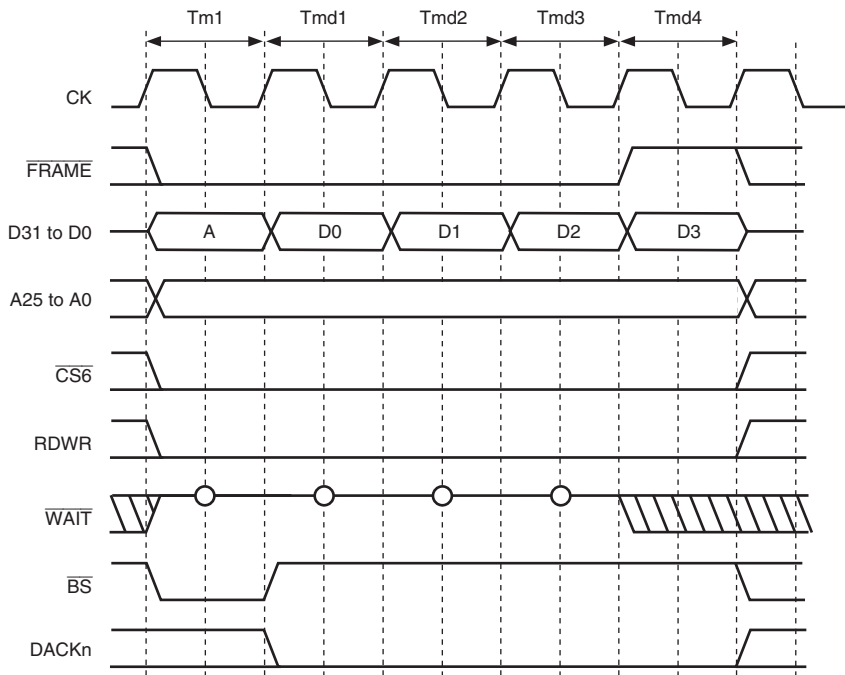 Tm1 Tmd1 Tmd2 Tmd3 Tmd4
CK
FRAME
D31 to D0 A D0 D1 D2 D3
A25 to A0
CS6
RDWR
WAIT
BS
DACKn